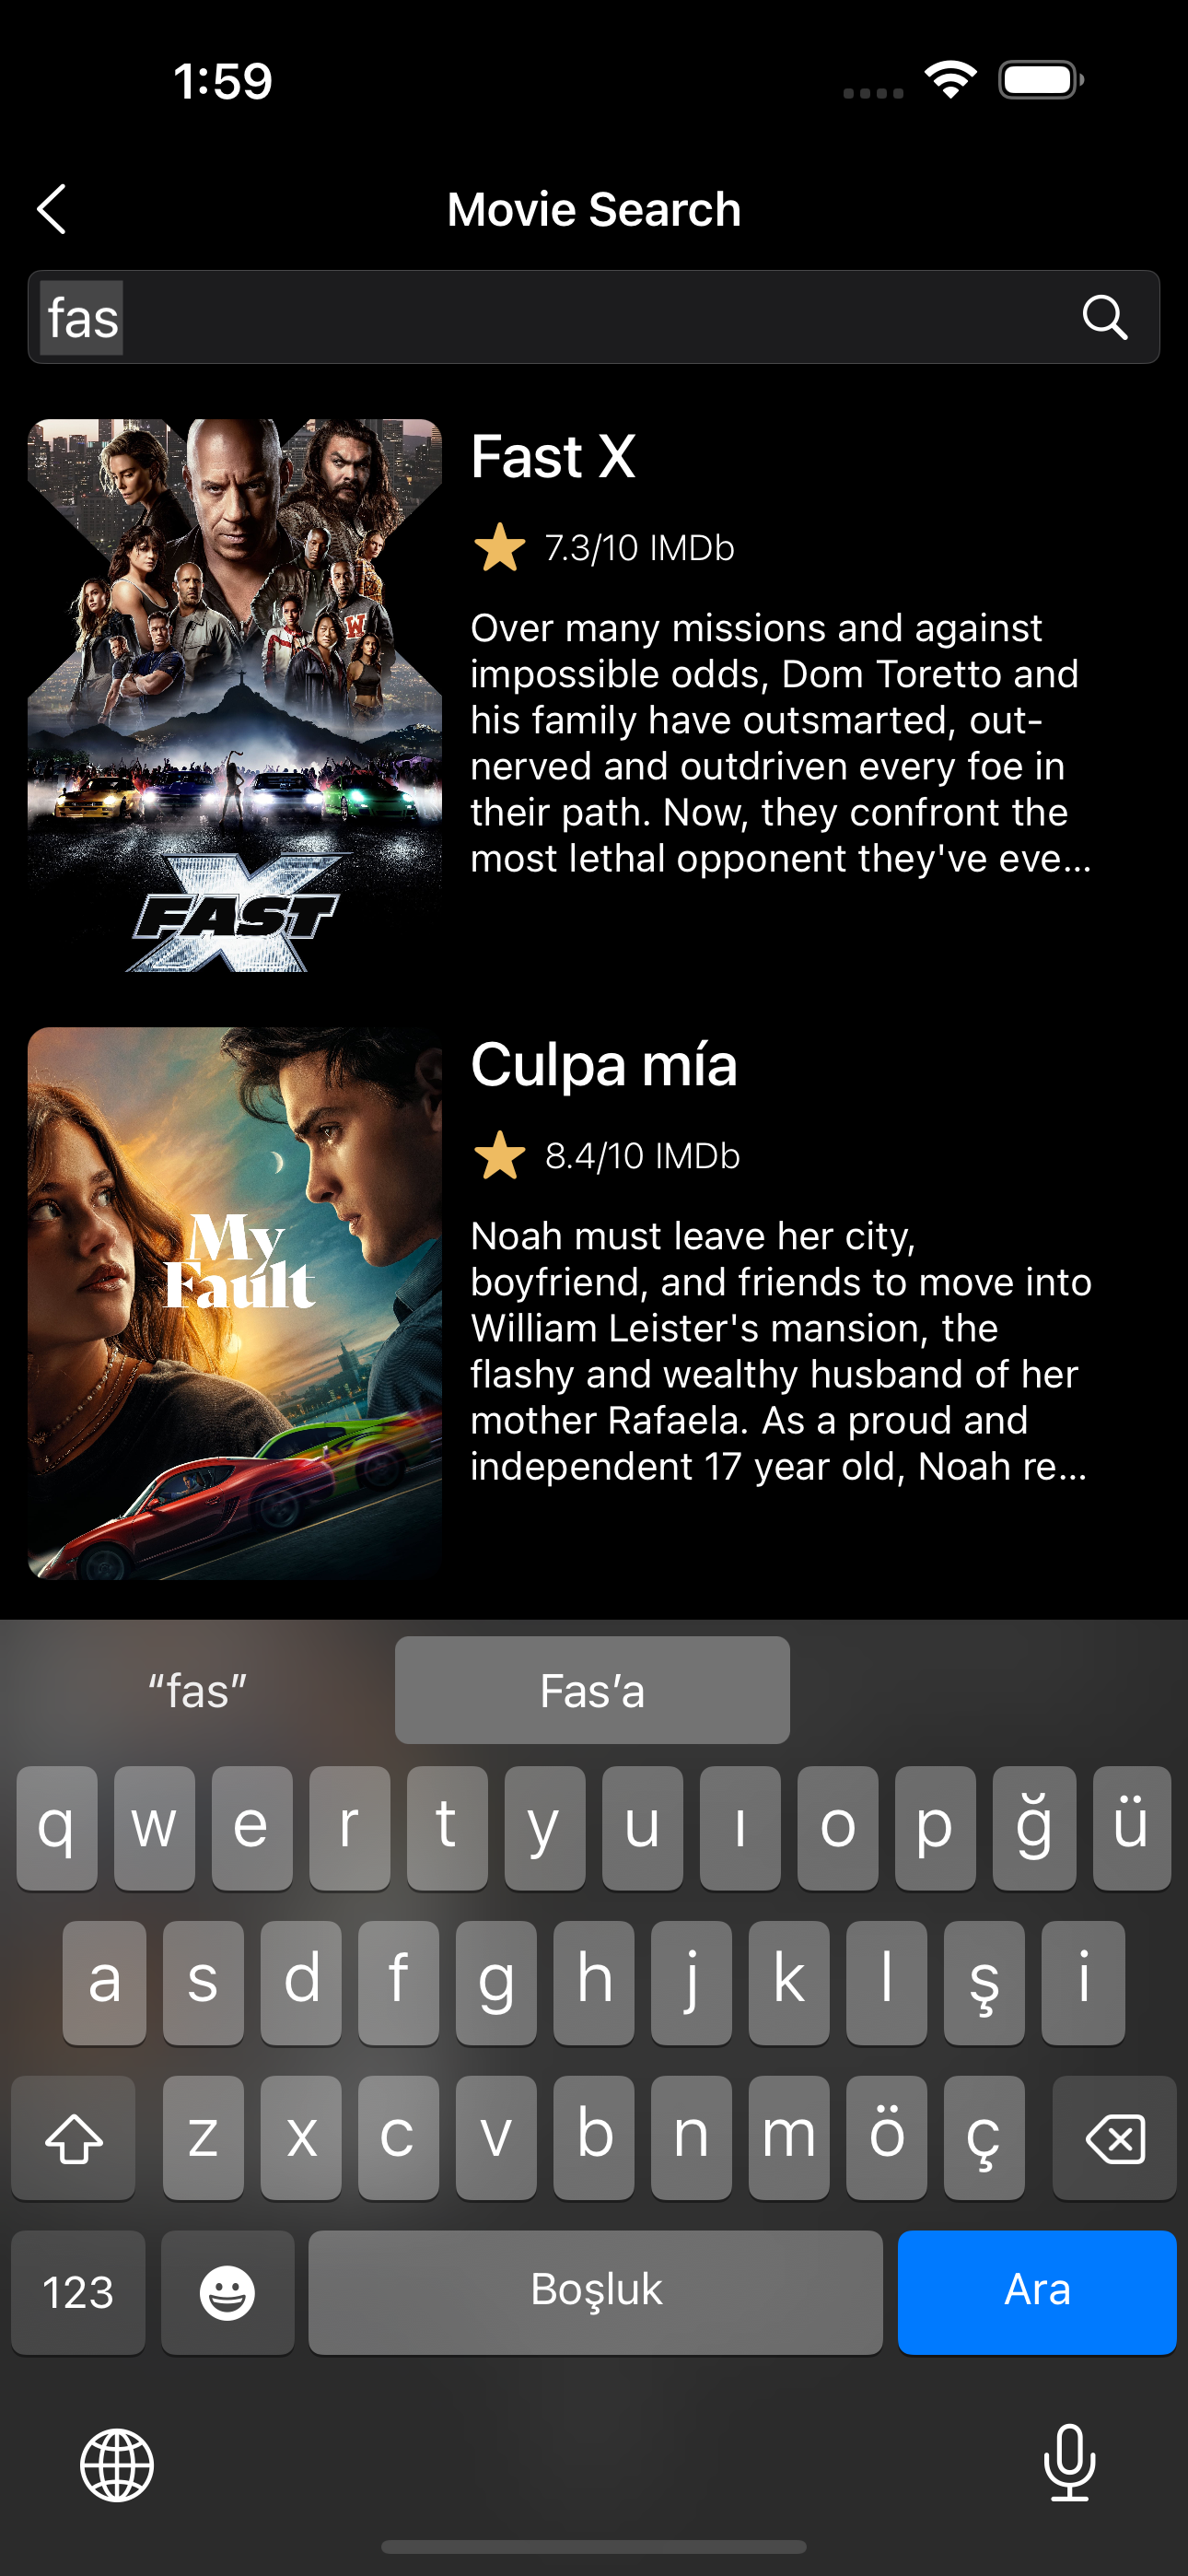 1:59
Movie Search
fas
Fast X
7.3/10 IMDb
Over many missions and against
impossible odds, Dom Toretto and
his family have outsmarted, out-
nerved and outdriven every foe in
their path. Now, they confront the
most lethal opponent they've eve...
W
FAST
X
Culpa mía
8.4/10 IMDb
Noah must leave her city,
boyfriend, and friends to move into
William Leister's mansion, the
flashy and wealthy husband of her
mother Rafaela. As a proud and
independent 17 year old, Noah re...
My
Fault
“fas” Fas’a
q w e r t y u ı o p ğ ü
a s d f g h j k l ş i
z x c v b n m ö ç
123 Boşluk Ara